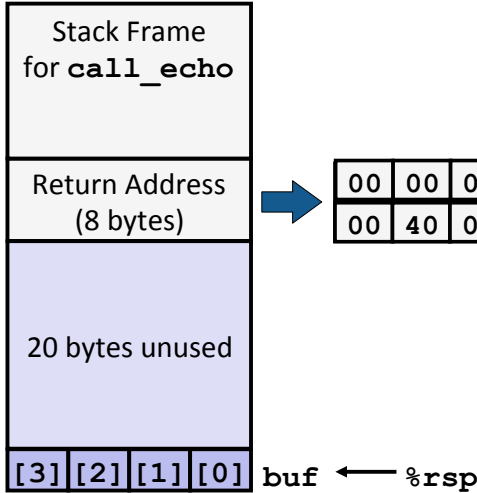 Stack Frame
for call_echo
Return Address
(8 bytes)
00 00
00 40
20 bytes unused
[3] [2] [1] [0] buf %rsp